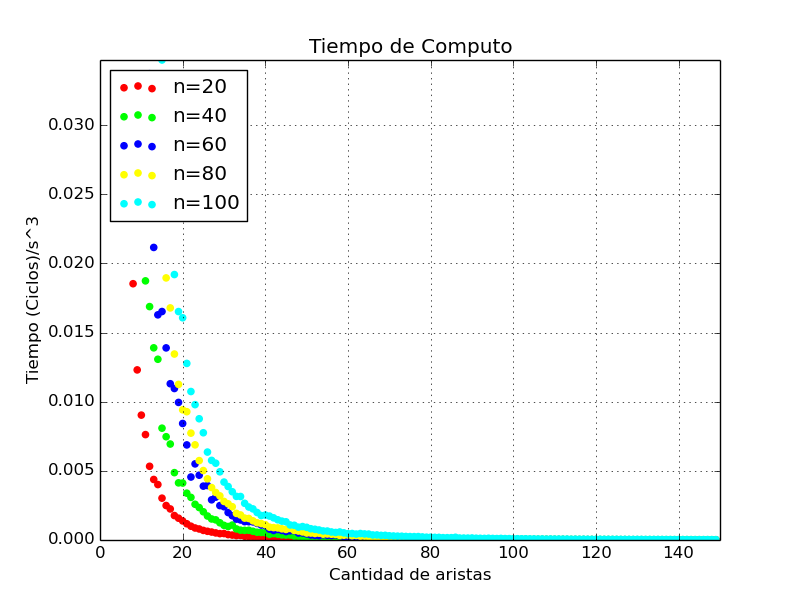 Tiempo de Computo
n=20
n=40
n=60
n=80
n=100
Tiempo (Ciclos)/s^3
0.030
0.025
0.020
0.015
0.010
0.005
0.000
0 20 40 60 80 100 120 140
Cantidad de aristas